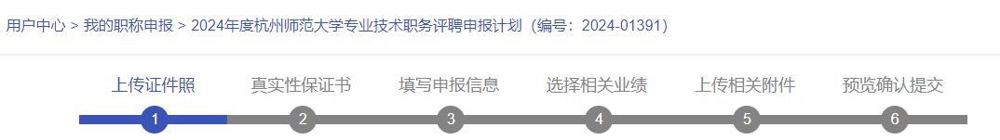 用户中心 > 我的职称申报 > 2024年度杭州师范大学专业技术职务评聘申报计划（编号：2024-01391）
上传证件照 真实性保证书 填写申报信息 选择相关业绩 上传相关附件 预览确认提交
1 2 3 4 5 6